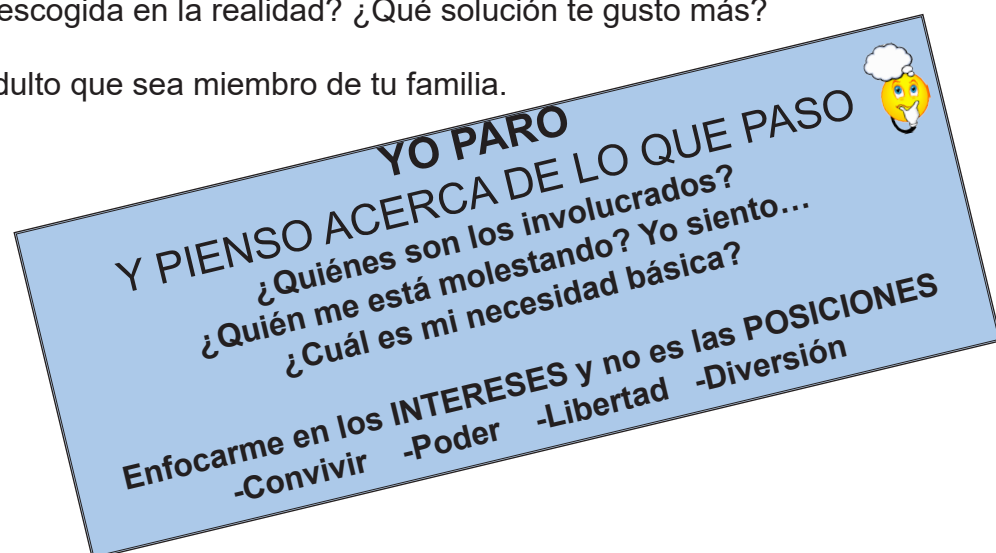 escogida en la realidad? ¿Qué solución te gusto más?
dulto que sea miembro de tu familia.
YO PARO
Y PIENSO ACERCA DE LO QUE PASO
¿Quiénes son los involucrados?
¿Quién me está molestando? Yo siento…
¿Cuál es mi necesidad básica?
Enfocarme en los INTERESES y no es las POSICIONES
-Convivir -Poder -Libertad -Diversión